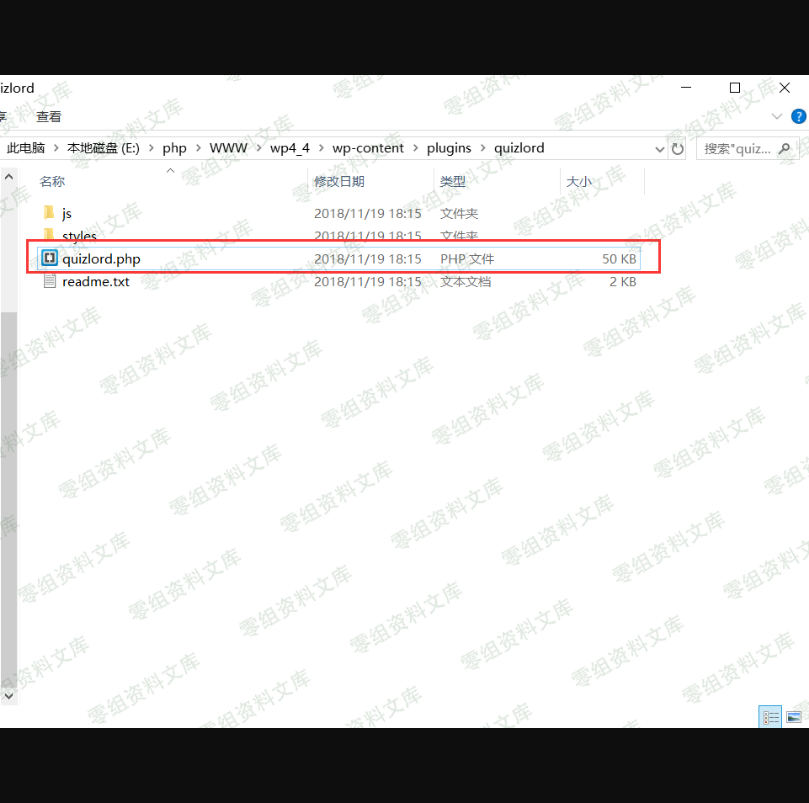 izlord
享 查看
此电脑 > 本地磁盘 (E:) > php > WWW > wp4_4 > wp-content > plugins > quizlord 搜索"quiz...
名称 修改日期 类型 大小
js 2018/11/19 18:15 文件夹
styles 2018/11/19 18:15 文件夹
quizlord.php 2018/11/19 18:15 PHP 文件 50 KB
readme.txt 2018/11/19 18:15 文本文档 2 KB
零组资料文库